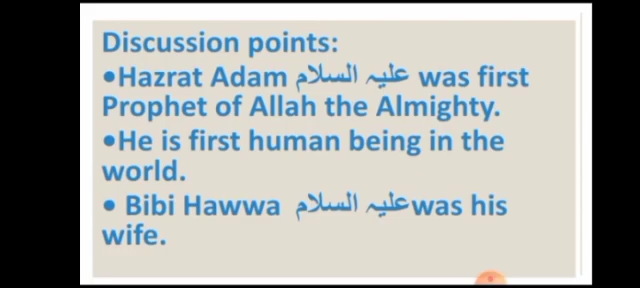 Discussion points:
•Hazrat Adam علیہ السلام was first
Prophet of Allah the Almighty.
•He is first human being in the
world.
• Bibi Hawwa علیہ السلام was his
wife.